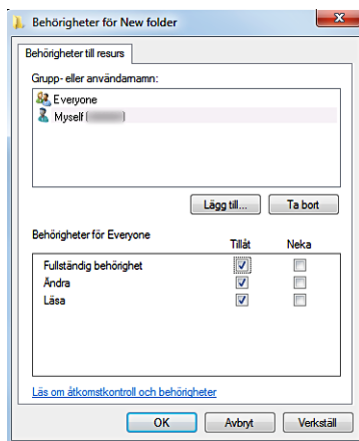 Behörigheter för New folder
Behörigheter till resurs
Grupp- eller användarnamn:
Everyone
Myself (
)
Lägg till...
Ta bort
Behörigheter för Everyone
Tillåt
Neka
Fullständig behörighet
Ändra
Läsa
Läs om åtkomstkontroll och behörigheter
OK
Avbryt
Verkställ